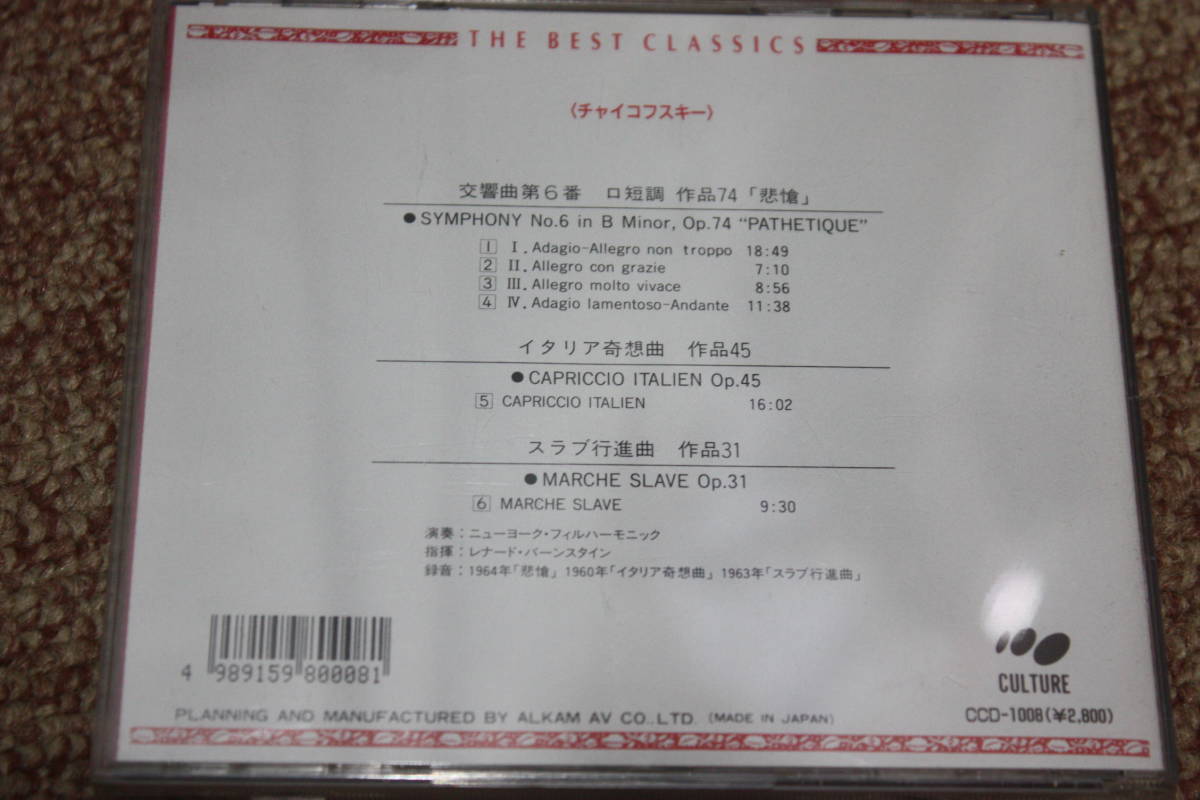 THE BEST CLASSICS
〈チャイコフスキー〉
交響曲第6番 ロ短調 作品74「悲愴」
● SYMPHONY No.6 in B Minor, Op.74 “PATHETIQUE”
1 Ⅰ. Adagio–Allegro non troppo 18:49
2 Ⅱ. Allegro con grazie 7:10
3 Ⅲ. Allegro molto vivace 8:56
4 Ⅳ. Adagio lamentoso–Andante 11:38
イタリア奇想曲 作品45
● CAPRICCIO ITALIEN Op.45
5 CAPRICCIO ITALIEN 16:02
スラブ行進曲 作品31
● MARCHE SLAVE Op.31
6 MARCHE SLAVE 9:30
演奏：ニューヨーク・フィルハーモニック
指揮：レナード・バーンスタイン
録音：1964年「悲愴」 1960年「イタリア奇想曲」 1963年「スラブ行進曲」
4 989159 800081
CULTURE
PLANNING AND MANUFACTURED BY ALKAM AV CO.,LTD. (MADE IN JAPAN)
CCD-1008(¥2,800)